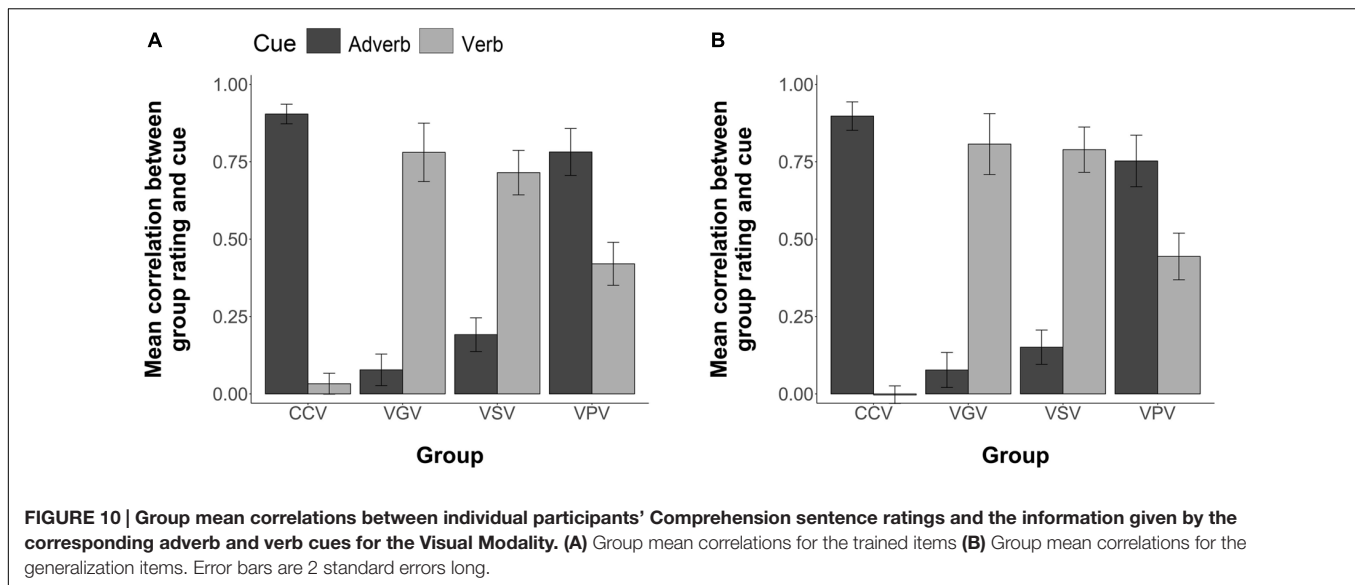 A
Cue Adverb Verb
Mean correlation between
group rating and cue
1.00
0.75
0.50
0.25
0.00
CCV VGV VSV VPV
Group
B
Mean correlation between
group rating and cue
1.00
0.75
0.50
0.25
0.00
CCV VGV VSV VPV
Group
FIGURE 10 | Group mean correlations between individual participants’ Comprehension sentence ratings and the information given by the
corresponding adverb and verb cues for the Visual Modality. (A) Group mean correlations for the trained items (B) Group mean correlations for the
generalization items. Error bars are 2 standard errors long.